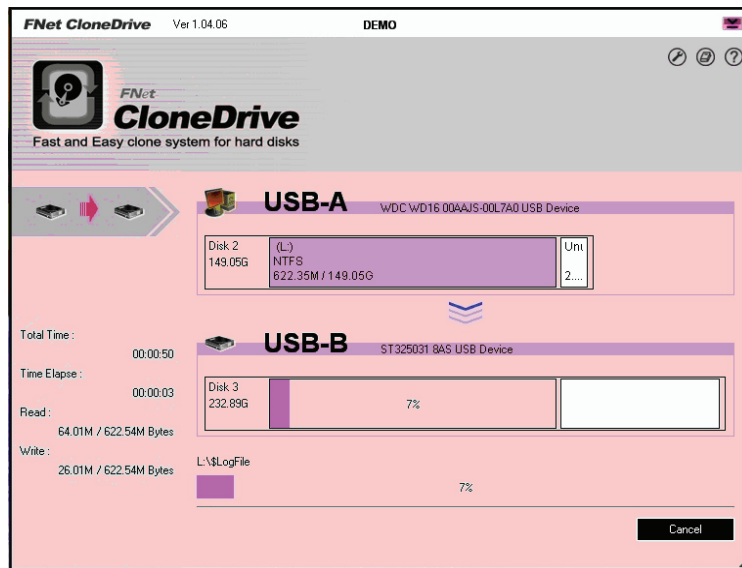 FNet CloneDrive Ver 1.04.06 DEMO
FNet
CloneDrive
Fast and Easy clone system for hard disks
USB-A WDC WD16 00AAJS-00L7A0 USB Device
Disk 2
149.05G
(L:)
NTFS
622.35M / 149.05G
2....
USB-B ST325031 8AS USB Device
Disk 3
232.89G
7%
Total Time :
00:00:50
Time Elapse :
00:00:03
Read :
64.01M / 622.54M Bytes
Write :
26.01M / 622.54M Bytes
L:\$LogFile
7%
Cancel